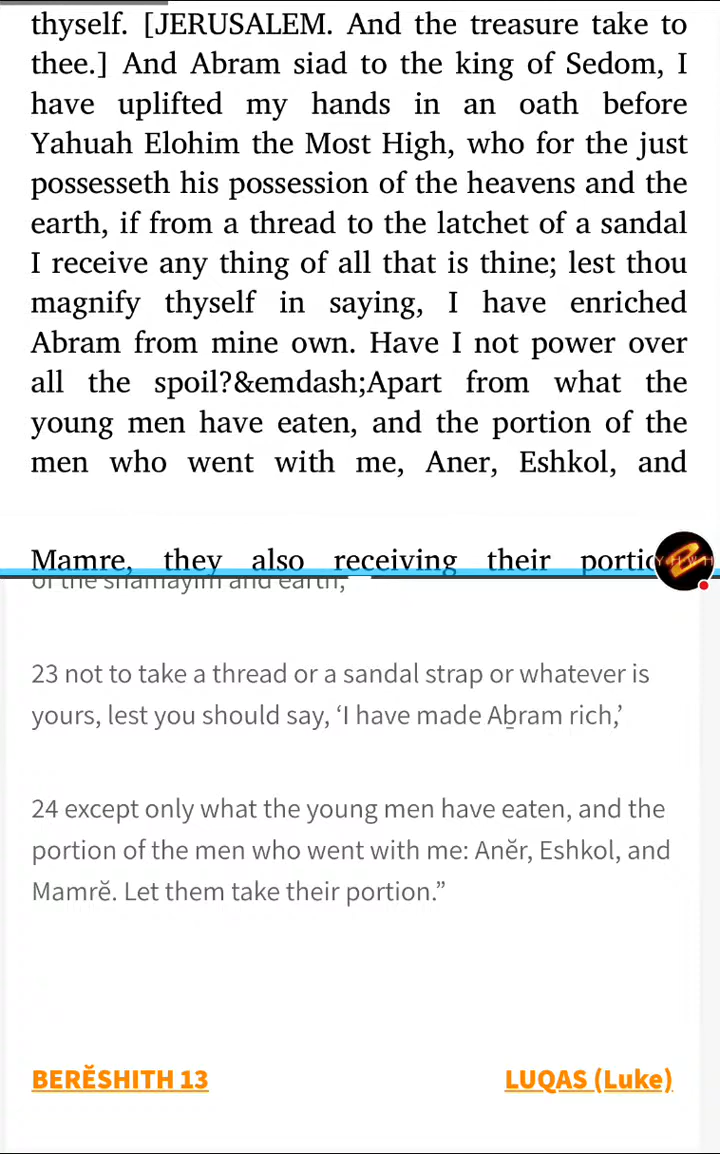 thyself. [JERUSALEM. And the treasure take to
thee.] And Abram siad to the king of Sedom, I
have uplifted my hands in an oath before
Yahuah Elohim the Most High, who for the just
possesseth his possession of the heavens and the
earth, if from a thread to the latchet of a sandal
I receive any thing of all that is thine; lest thou
magnify thyself in saying, I have enriched
Abram from mine own. Have I not power over
all the spoil?&emdash;Apart from what the
young men have eaten, and the portion of the
men who went with me, Aner, Eshkol, and
Mamre, they also receiving their
of the shamayim and earth,
23 not to take a thread or a sandal strap or whatever is
yours, lest you should say, ‘I have made Aḇram rich,’
24 except only what the young men have eaten, and the
portion of the men who went with me: Anĕr, Eshkol, and
Mamrĕ. Let them take their portion.”
BERĔSHITH 13
LUQAS (Luke)